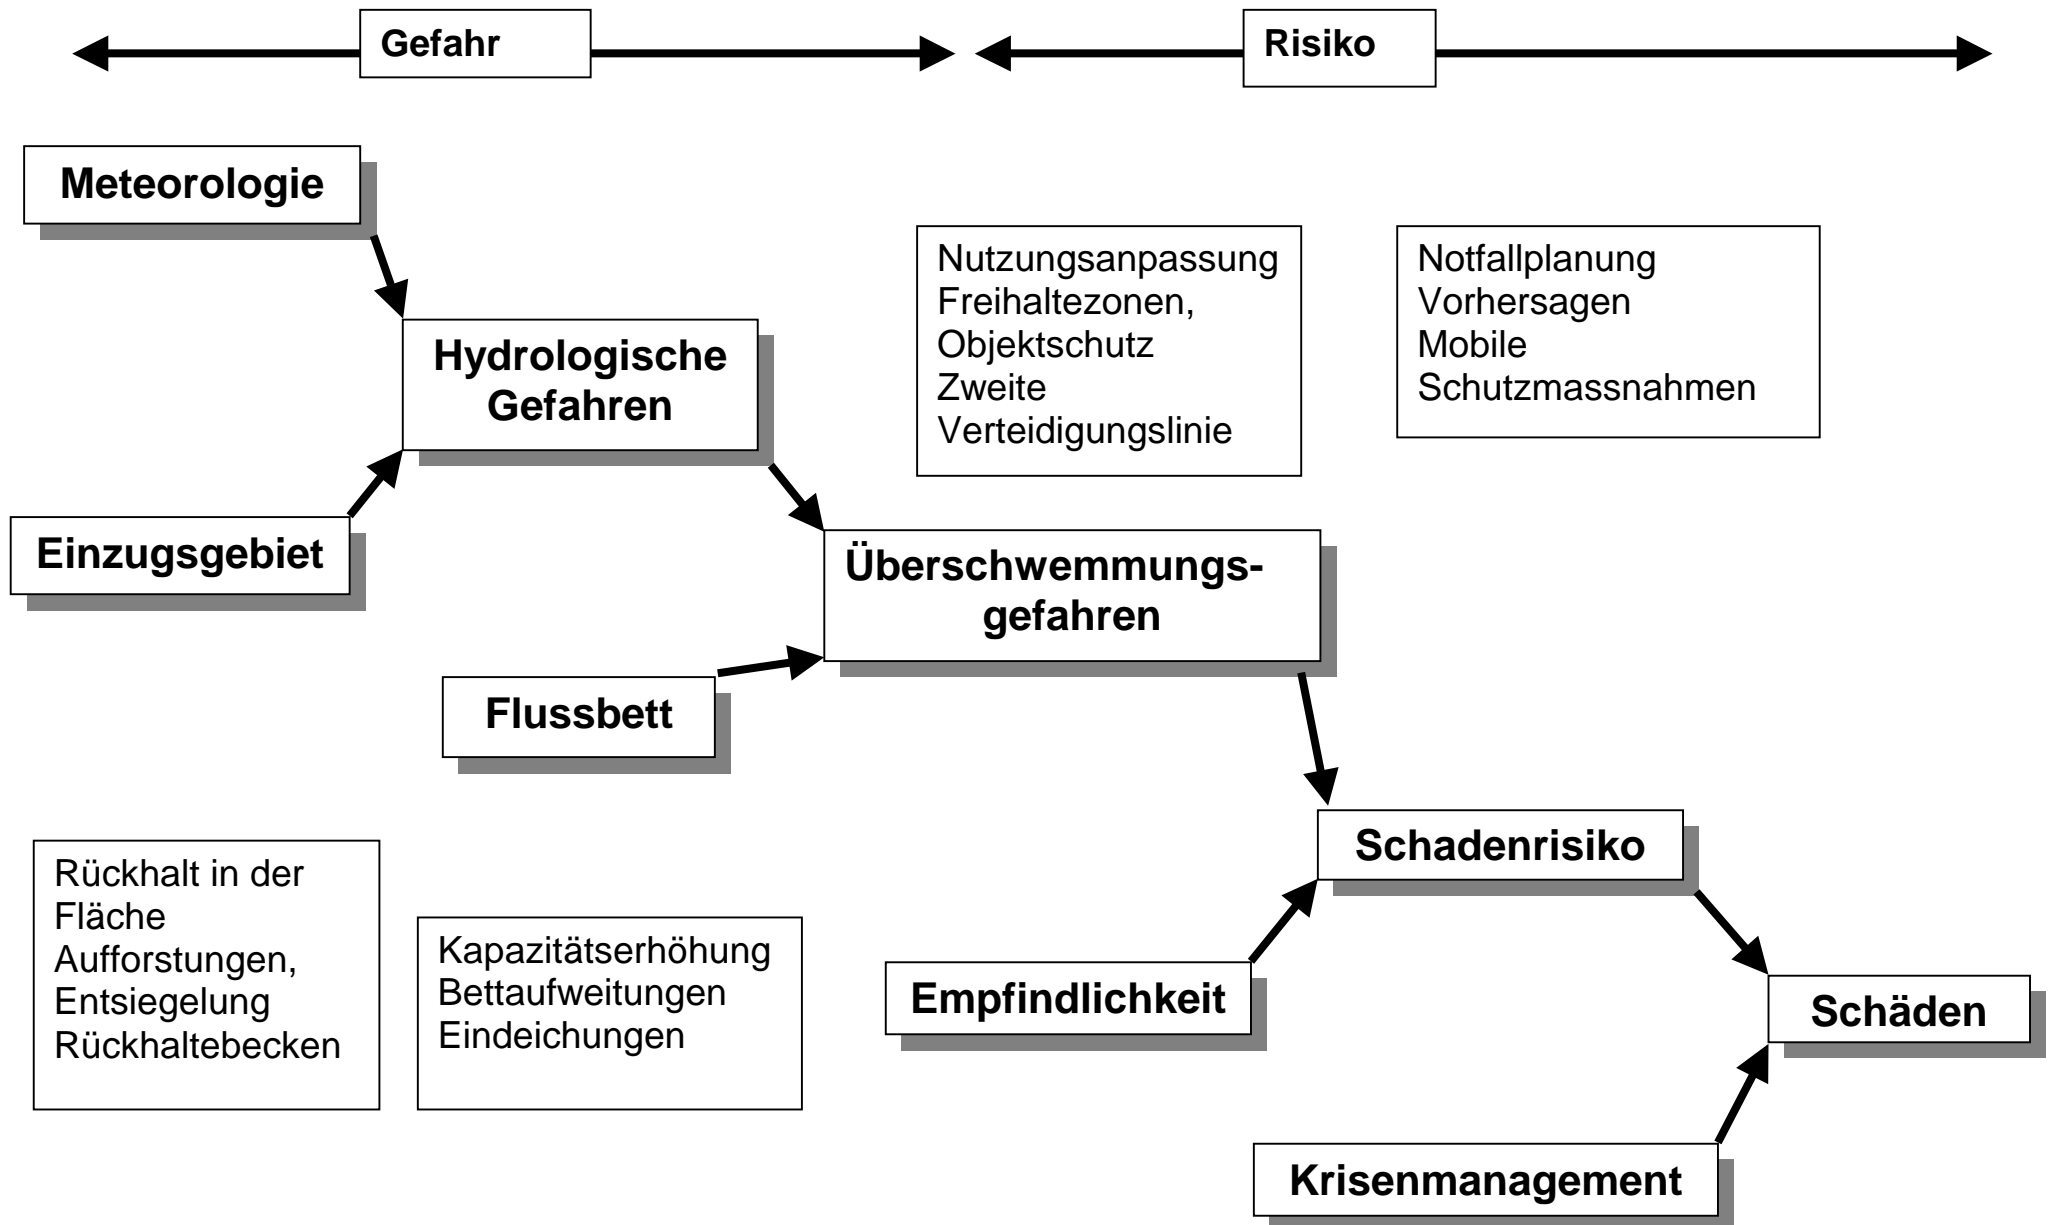 Gefahr
Risiko
Meteorologie
Nutzungsanpassung
Freihaltezonen,
Objektschutz
Zweite
Verteidigungslinie
Notfallplanung
Vorhersagen
Mobile
Schutzmassnahmen
Hydrologische
Gefahren
Einzugsgebiet
Überschwemmungs-
gefahren
Flussbett
Schadenrisiko
Rückhalt in der
Fläche
Aufforstungen,
Entsiegelung
Rückhaltebecken
Kapazitätserhöhung
Bettaufweitungen
Eindeichungen
Empfindlichkeit
Schäden
Krisenmanagement